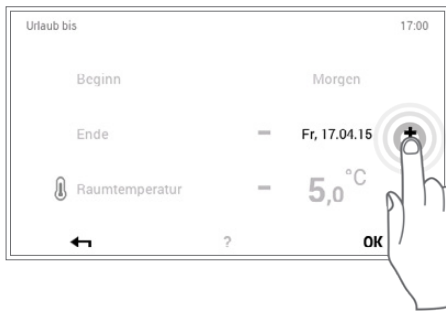 Urlaub bis 17:00
Beginn Morgen
Ende – Fr, 17.04.15 +
Raumtemperatur – 5,0°C
? OK